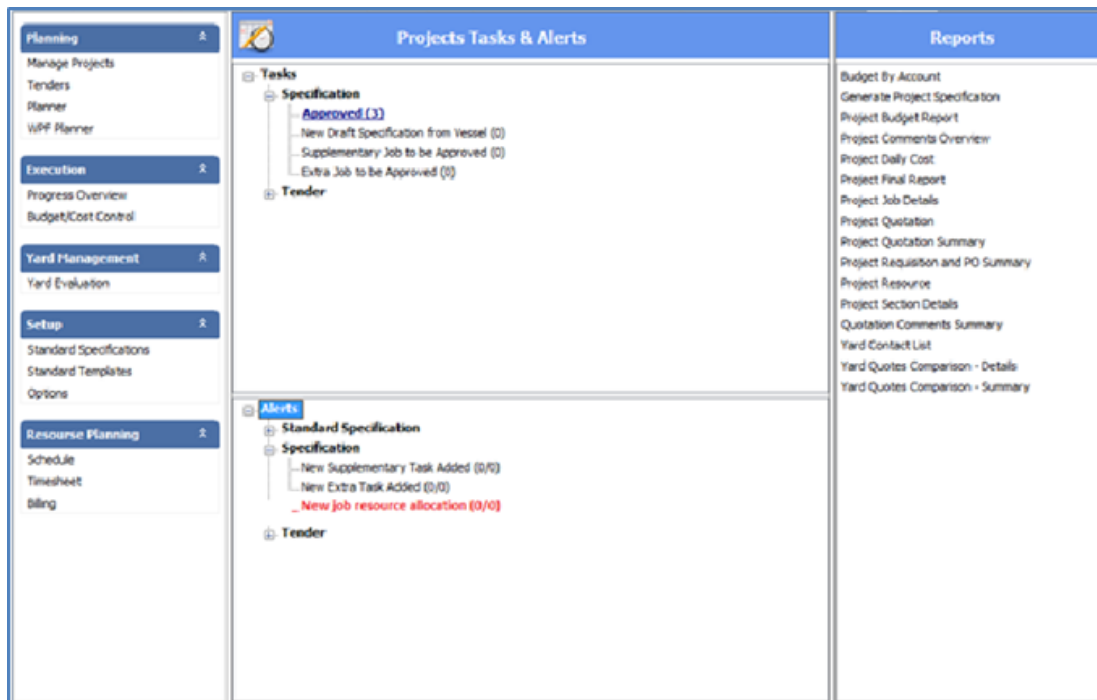 Planning
Manage Projects
Tenders
Planner
WPF Planner
Execution
Progress Overview
Budget/Cost Control
Yard Management
Yard Evaluation
Setup
Standard Specifications
Standard Templates
Options
Resourse Planning
Schedule
Timesheet
Billing
Projects Tasks & Alerts
Tasks
Specification
Approved (3)
New Draft Specification from Vessel (0)
Supplementary Job to be Approved (0)
Extra Job to be Approved (0)
Tender
Alerts
Standard Specification
Specification
New Supplementary Task Added (0/0)
New Extra Task Added (0/0)
_ New job resource allocation (0/0)
Tender
Reports
Budget By Account
Generate Project Specification
Project Budget Report
Project Comments Overview
Project Daily Cost
Project Final Report
Project Job Details
Project Quotation
Project Quotation Summary
Project Requisition and PO Summary
Project Resource
Project Section Details
Quotation Comments Summary
Yard Contact List
Yard Quotes Comparison - Details
Yard Quotes Comparison - Summary